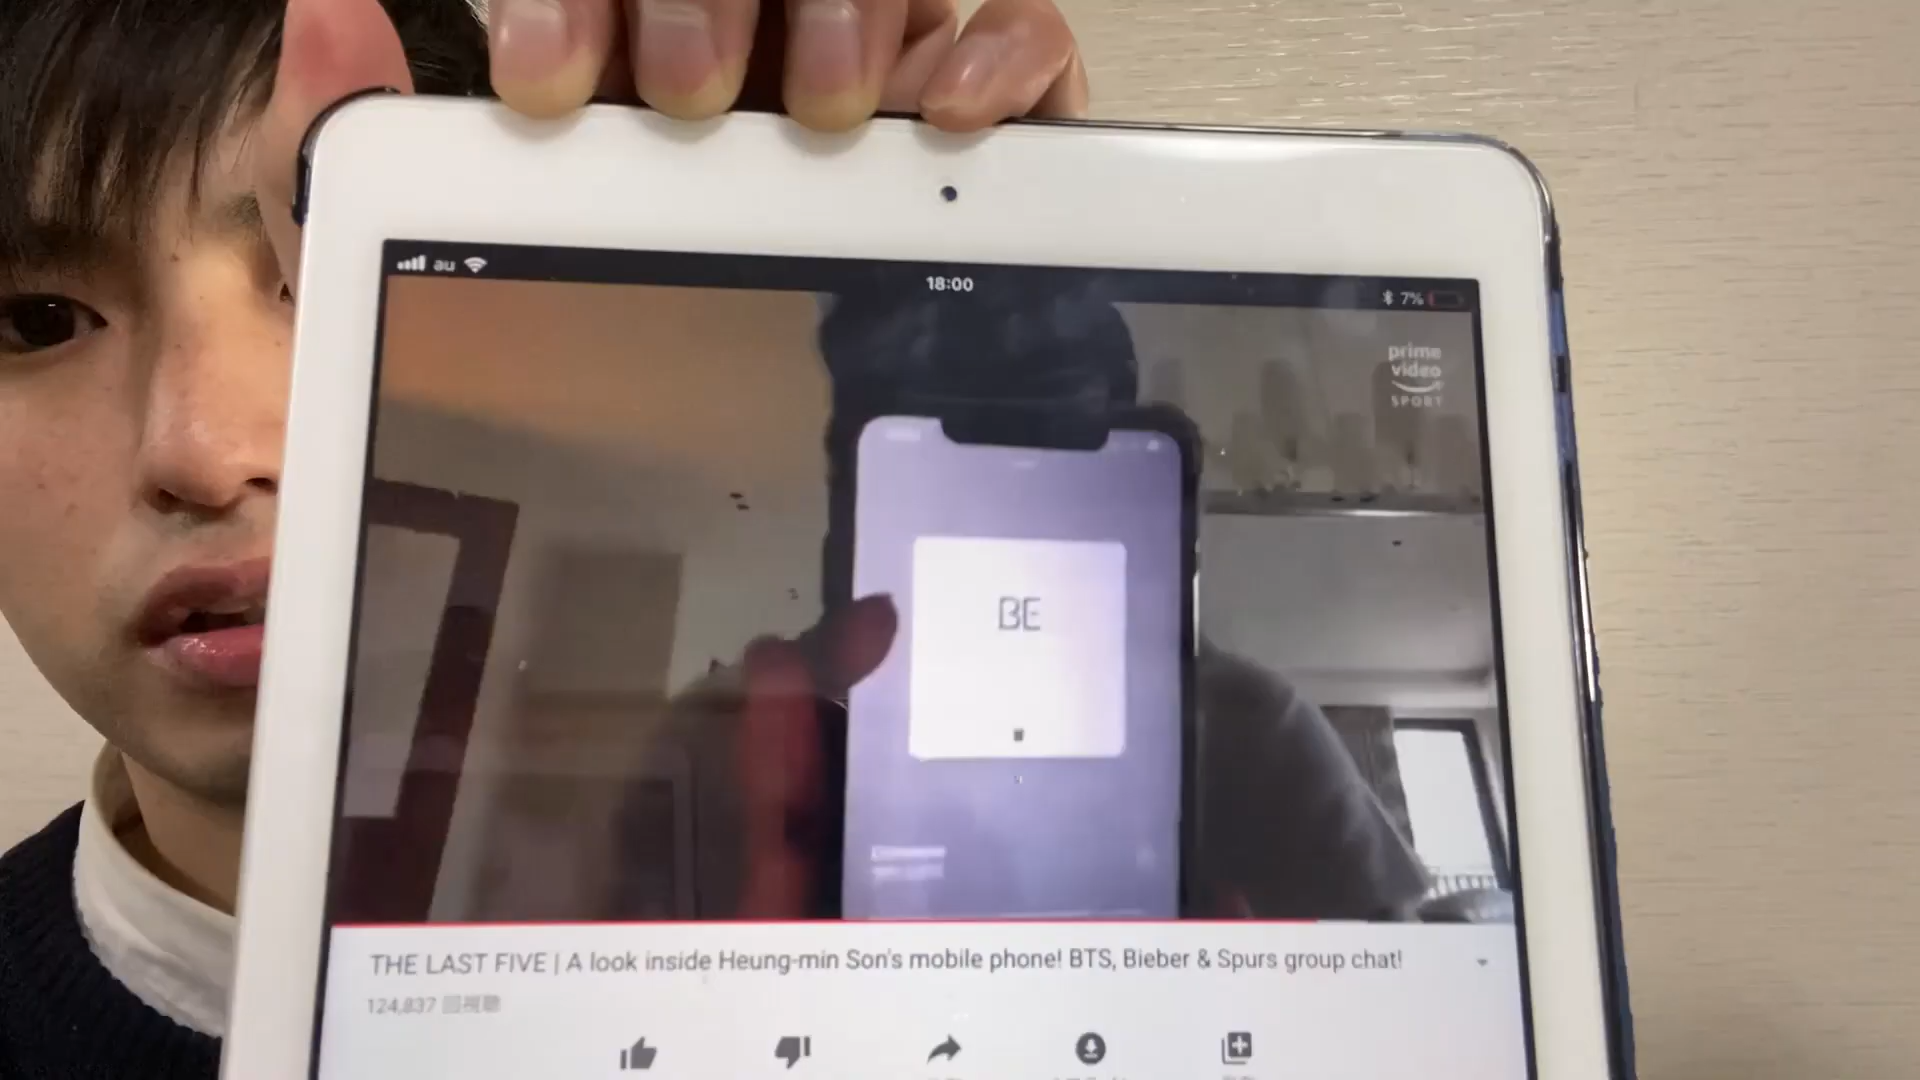 au
18:00
7%
prime
video
SPORT
BE
THE LAST FIVE | A look inside Heung-min Son's mobile phone! BTS, Bieber & Spurs group chat!
124,837 回視聴